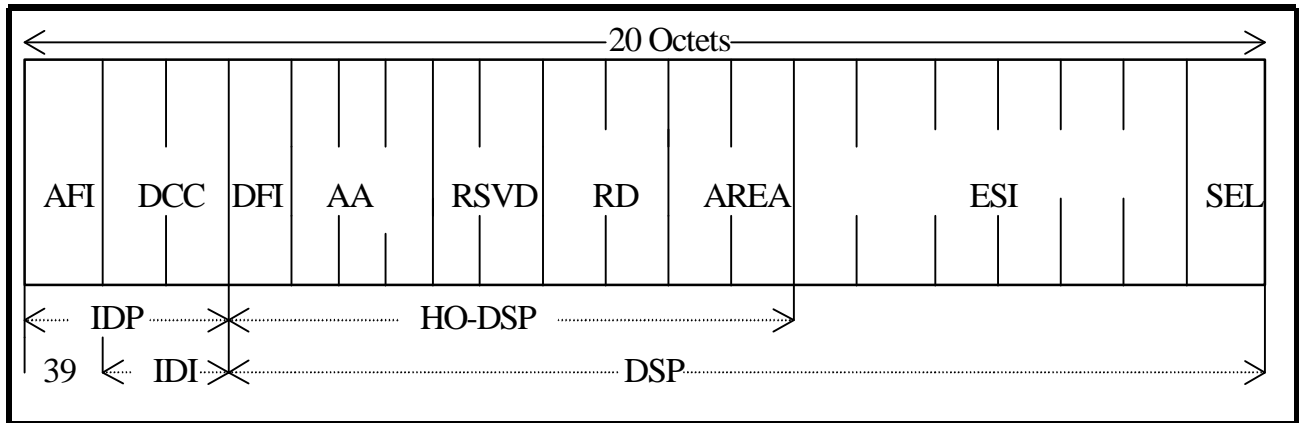 20 Octets
AFI DCC DFI AA RSVD RD AREA ESI SEL
IDP HO-DSP
39 IDI DSP